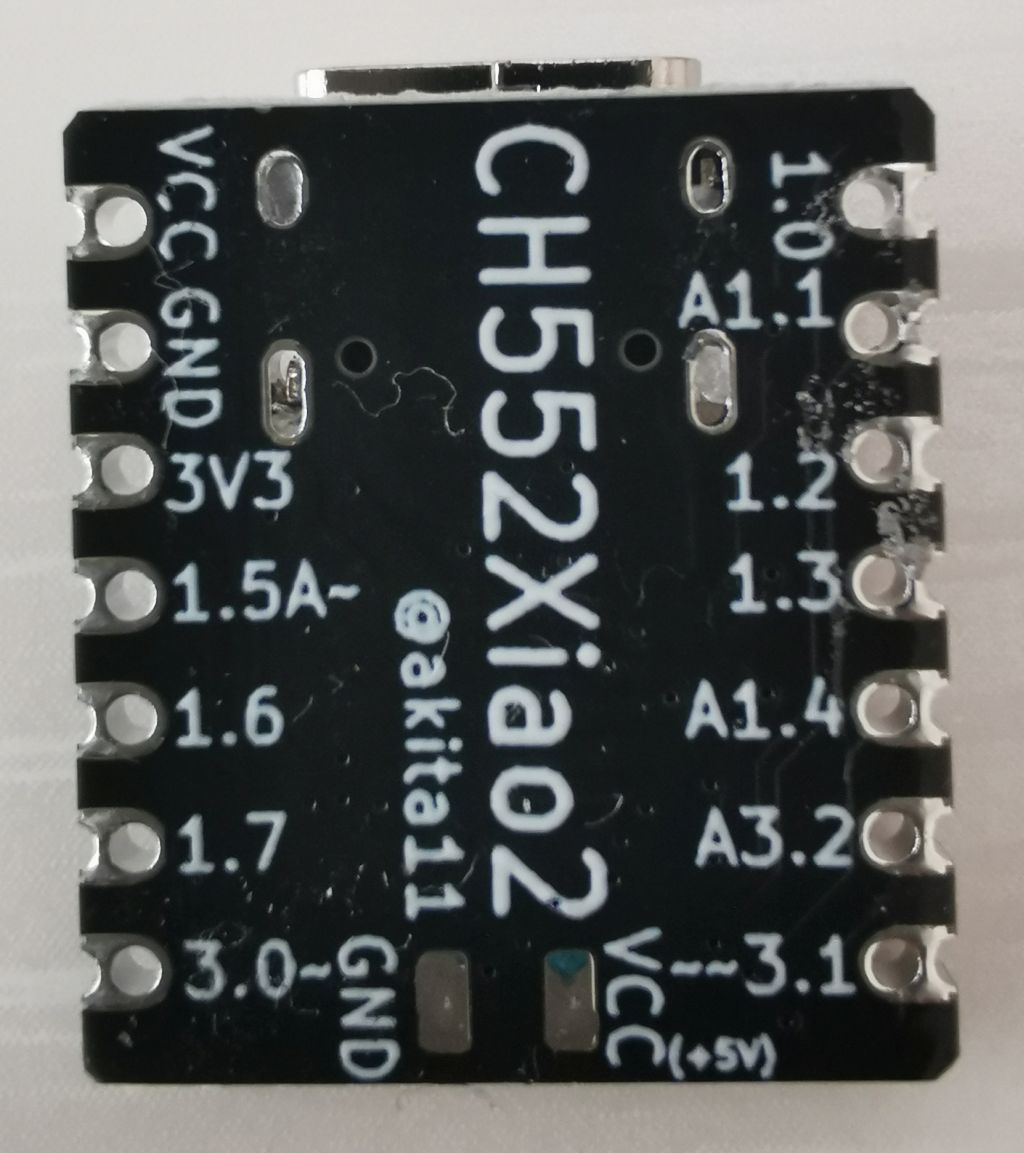 CH552Xiao2
@akita11
VCC
GND
3V3
1.5A~
1.6
1.7
3.0~
GND
1.0
A1.1
1.2
1.3
A1.4
A3.2
~~3.1
VCC
(+5V)